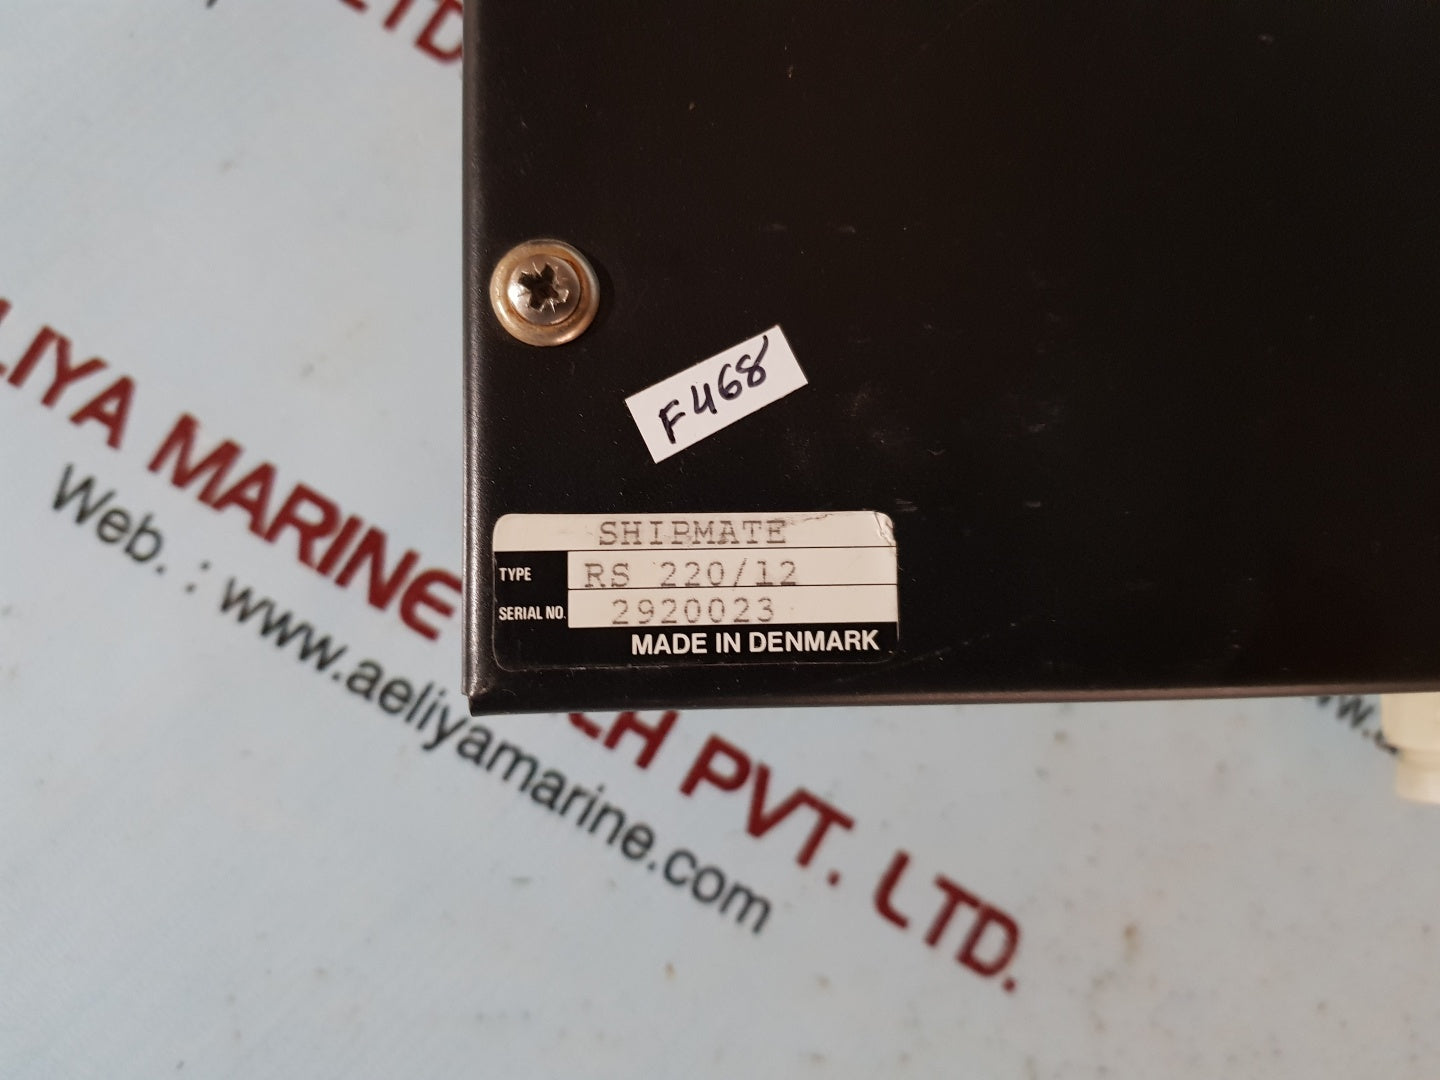 LTD.
LIYA MARINE
Web. : www.aeliyamarine.com
PVT. LTD.
F468
SHIPMATE
TYPE RS 220/12
SERIAL NO. 2920023
MADE IN DENMARK